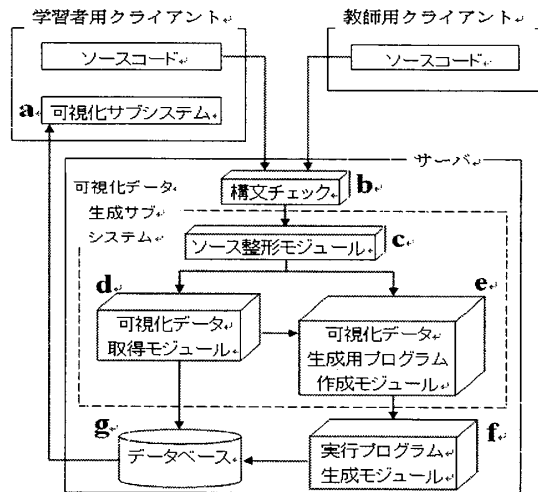 学習者用クライアント
教師用クライアント
ソースコード
ソースコード
a
可視化サブシステム
サーバ
可視化データ
生成サブ
システム
構文チェック
b
ソース整形モジュール
c
d
可視化データ
取得モジュール
e
可視化データ
生成用プログラム
作成モジュール
g
データベース
f
実行プログラム
生成モジュール